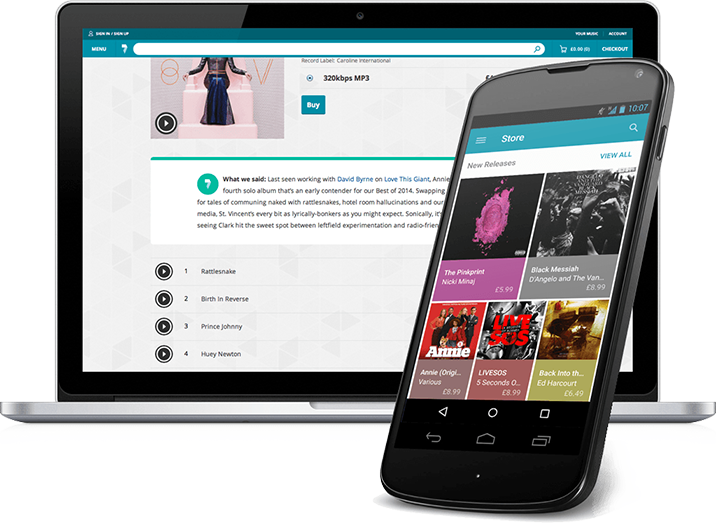 SIGN IN / SIGN UP
YOUR MUSIC
ACCOUNT
MENU
£0.00 (0)
CHECKOUT
Record Label: Caroline International
320kbps MP3
Buy
What we said: Last seen working with David Byrne on Love This Giant, Annie
fourth solo album that's an early contender for our Best of 2014. Swapping
for tales of communing naked with rattlesnakes, hotel room hallucinations and our
media, St. Vincent's every bit as lyrically-bonkers as you might expect. Sonically, it's
seeing Clark hit the sweet spot between leftfield experimentation and radio-frien
1 Rattlesnake
2 Birth In Reverse
3 Prince Johnny
4 Huey Newton
10:07
Store
New Releases
VIEW ALL
BLACK
MESSIAH
The Pinkprint
Nicki Minaj
£5.99
Black Messiah
D'Angelo and The Van...
£8.99
Annie
LIVE
SOS
Annie (Origi...
Various
£8.99
LIVESOS
5 Seconds O...
£8.99
Back Into th...
Ed Harcourt
£6.49